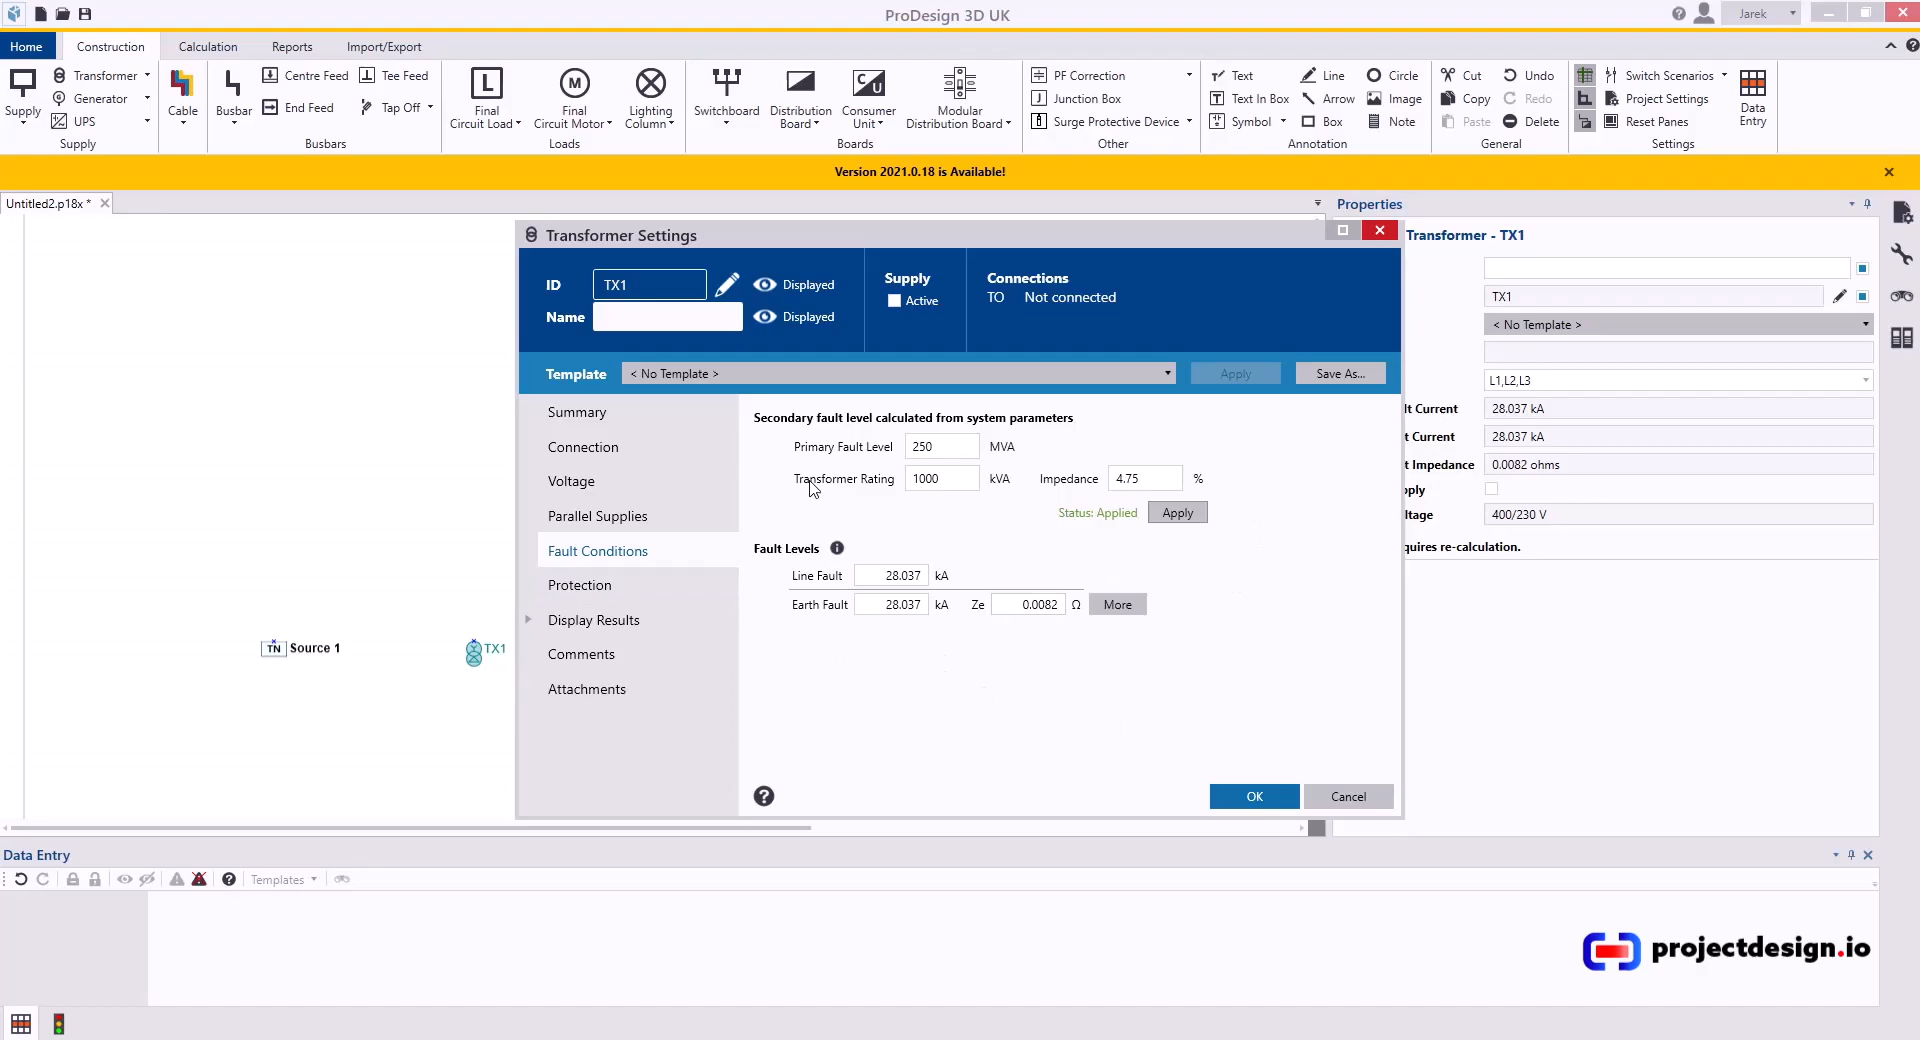 ProDesign 3D UK
Jarek
Home Construction Calculation Reports Import/Export
Supply
Transformer
Generator
UPS
Supply
Cable
Busbar
Centre Feed
Tee Feed
End Feed
Tap Off
Busbars
Final Circuit Load
Final Circuit Motor
Lighting Column
Loads
Switchboard
Distribution Board
Consumer Unit
Modular Distribution Board
Boards
PF Correction
Junction Box
Surge Protective Device
Other
Text Line Circle
Text In Box Arrow Image
Symbol Box Note
Annotation
Cut Undo
Copy Redo
Paste Delete
General
Switch Scenarios
Project Settings
Reset Panes
Data Entry
Settings
Version 2021.0.18 is Available!
Untitled2.p18x *
Properties
Transformer Settings
Transformer - TX1
ID TX1 Displayed
Name Displayed
Supply
Active
Connections
TO Not connected
Template < No Template > Apply Save As...
Summary
Connection
Voltage
Parallel Supplies
Fault Conditions
Protection
Display Results
Comments
Attachments
Secondary fault level calculated from system parameters
Primary Fault Level 250 MVA
Transformer Rating 1000 kVA Impedance 4.75 %
Status: Applied Apply
Fault Levels
Line Fault 28.037 kA
Earth Fault 28.037 kA Ze 0.0082 Ω More
OK Cancel
TX1
< No Template >
L1,L2,L3
lt Current 28.037 kA
t Current 28.037 kA
t Impedance 0.0082 ohms
pply
ltage 400/230 V
quires re-calculation.
TN Source 1
TX1
Data Entry
Templates
projectdesign.io